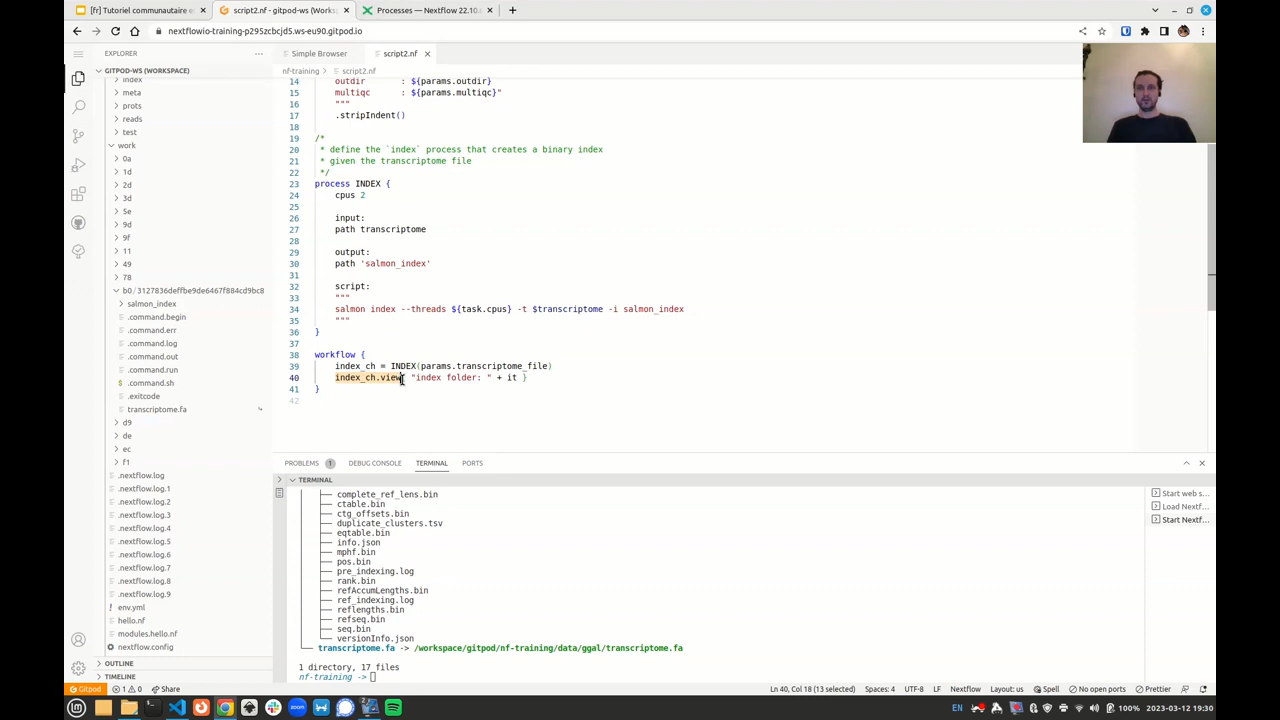 [fr] Tutoriel communautaire e
script2.nf - gitpod-ws (Works
Processes — Nextflow 22.10.
nextflowio-training-p295zcbcjd5.ws-eu90.gitpod.io
EXPLORER
Simple Browser
script2.nf
GITPOD-WS (WORKSPACE)
nf-training
script2.nf
index
meta
prots
reads
test
work
0a
1d
2d
3d
5e
9d
9f
11
49
78
b0 / 3127836deffbe9de6467f884cd9bc8
salmon_index
.command.begin
.command.err
.command.log
.command.out
.command.run
.command.sh
.exitcode
transcriptome.fa
d9
de
ec
f1
.nextflow.log
.nextflow.log.1
.nextflow.log.2
.nextflow.log.3
.nextflow.log.4
.nextflow.log.5
.nextflow.log.6
.nextflow.log.7
.nextflow.log.8
.nextflow.log.9
env.yml
hello.nf
modules.hello.nf
nextflow.config
OUTLINE
TIMELINE
14 outdir : ${params.outdir}
15 multiqc : ${params.multiqc}"
16 """
17 .stripIndent()
18
19 /*
20 * define the `index` process that creates a binary index
21 * given the transcriptome file
22 */
23 process INDEX {
24 cpus 2
25
26 input:
27 path transcriptome
28
29 output:
30 path 'salmon_index'
31
32 script:
33 """
34 salmon index --threads ${task.cpus} -t $transcriptome -i salmon_index
35 """
36 }
37
38 workflow {
39 index_ch = INDEX(params.transcriptome_file)
40 index_ch.view{ "index folder: " + it }
41 }
42
PROBLEMS 1 DEBUG CONSOLE TERMINAL PORTS
TERMINAL
complete_ref_lens.bin
ctable.bin
ctg_offsets.bin
duplicate_clusters.tsv
eqtable.bin
info.json
mphf.bin
pos.bin
pre_indexing.log
rank.bin
refAccumLengths.bin
ref_indexing.log
reflengths.bin
refseq.bin
seq.bin
versionInfo.json
transcriptome.fa -> /workspace/gitpod/nf-training/data/ggal/transcriptome.fa
1 directory, 17 files
nf-training ->
Start web s...
Load Nextf...
Start Nextf...
Gitpod 1 0 Share
Ln 40, Col 18 (13 selected) Spaces: 4 UTF-8 LF Nextflow Layout: us Spell No open ports Prettier
zoom
EN 100% 2023-03-12 19:30